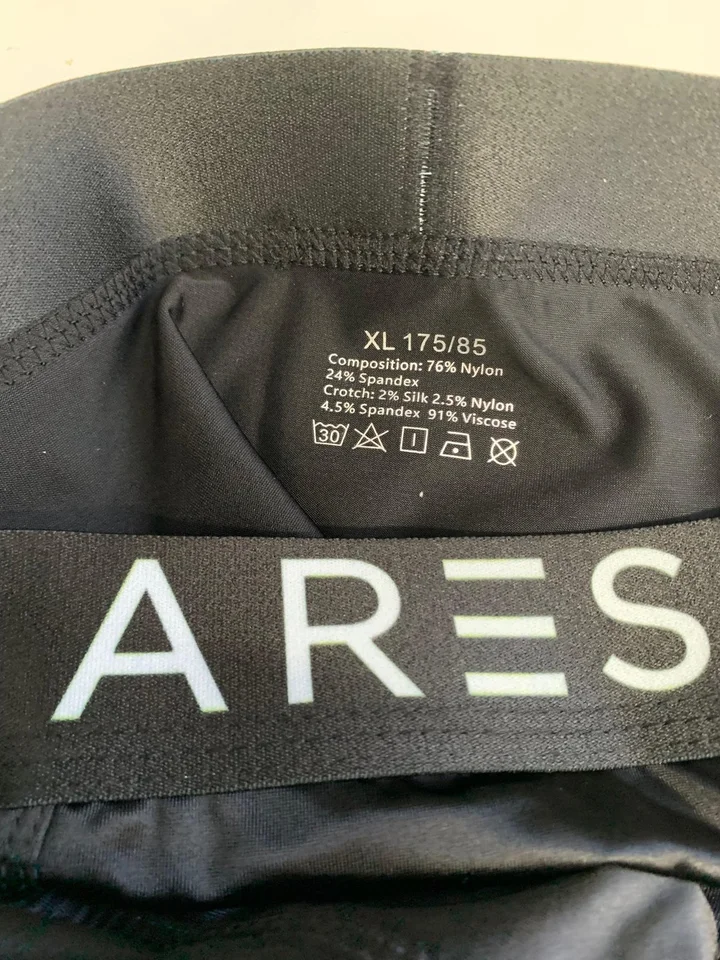 XL 175/85
Composition: 76% Nylon
24% Spandex
Crotch: 2% Silk 2.5% Nylon
4.5% Spandex 91% Viscose
30
ARES